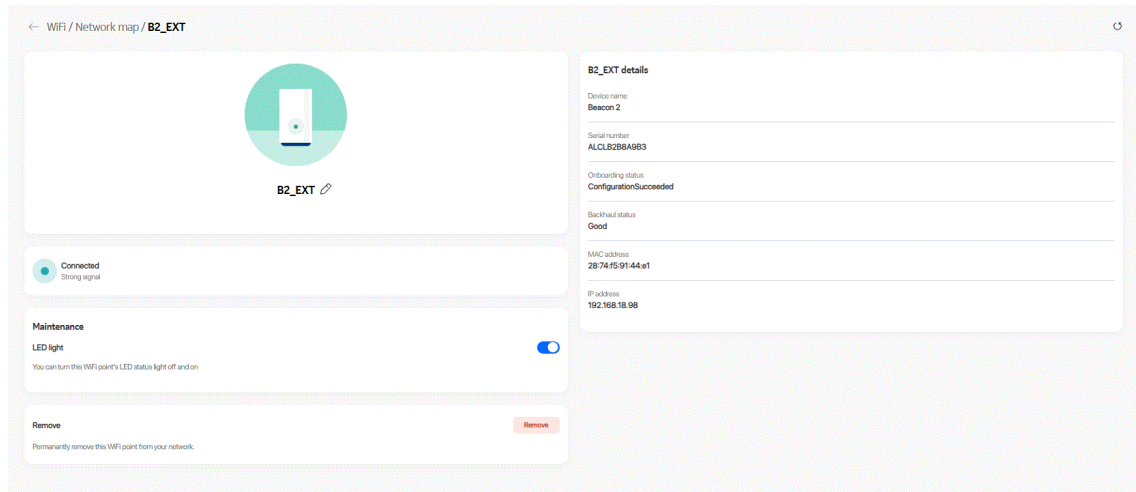 ← WiFi / Network map / B2_EXT
B2_EXT
Connected
Strong signal
Maintenance
LED light
You can turn this WiFi point's LED status light off and on
Remove
Remove
Permanantly remove this WiFi point from your network.
B2_EXT details
Device name
Beacon 2
Serial number
ALCLB2B8A9B3
Onboarding status
ConfigurationSucceeded
Backhaul status
Good
MAC address
28:74:f5:91:44:e1
IP address
192.168.18.98